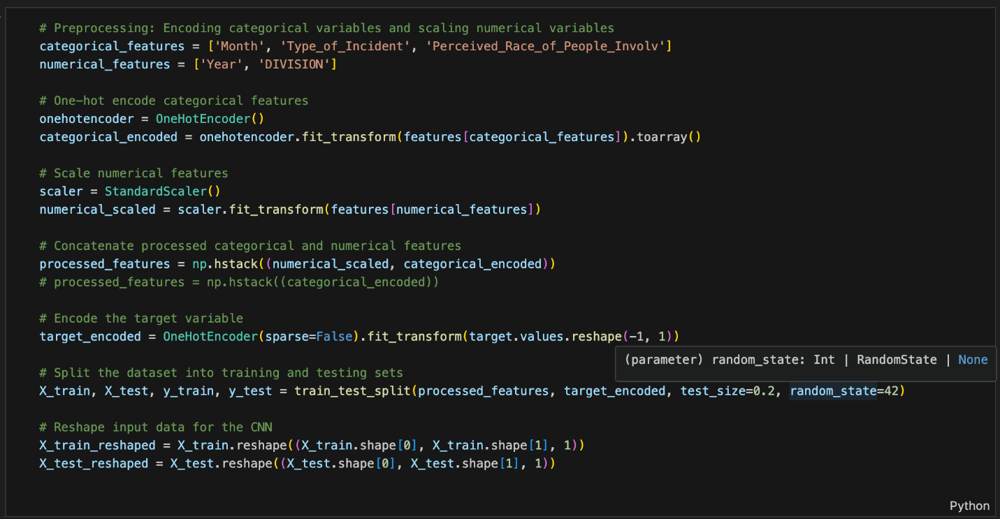 # Preprocessing: Encoding categorical variables and scaling numerical variables
categorical_features = ['Month', 'Type_of_Incident', 'Perceived_Race_of_People_Involv']
numerical_features = ['Year', 'DIVISION']
# One-hot encode categorical features
onehotencoder = OneHotEncoder()
categorical_encoded = onehotencoder.fit_transform(features[categorical_features]).toarray()
# Scale numerical features
scaler = StandardScaler()
numerical_scaled = scaler.fit_transform(features[numerical_features])
# Concatenate processed categorical and numerical features
processed_features = np.hstack((numerical_scaled, categorical_encoded))
# processed_features = np.hstack((categorical_encoded))
# Encode the target variable
target_encoded = OneHotEncoder(sparse=False).fit_transform(target.values.reshape(-1, 1))
(parameter) random_state: Int | RandomState | None
# Split the dataset into training and testing sets
X_train, X_test, y_train, y_test = train_test_split(processed_features, target_encoded, test_size=0.2, random_state=42)
# Reshape input data for the CNN
X_train_reshaped = X_train.reshape((X_train.shape[0], X_train.shape[1], 1))
X_test_reshaped = X_test.reshape((X_test.shape[0], X_test.shape[1], 1))
Python